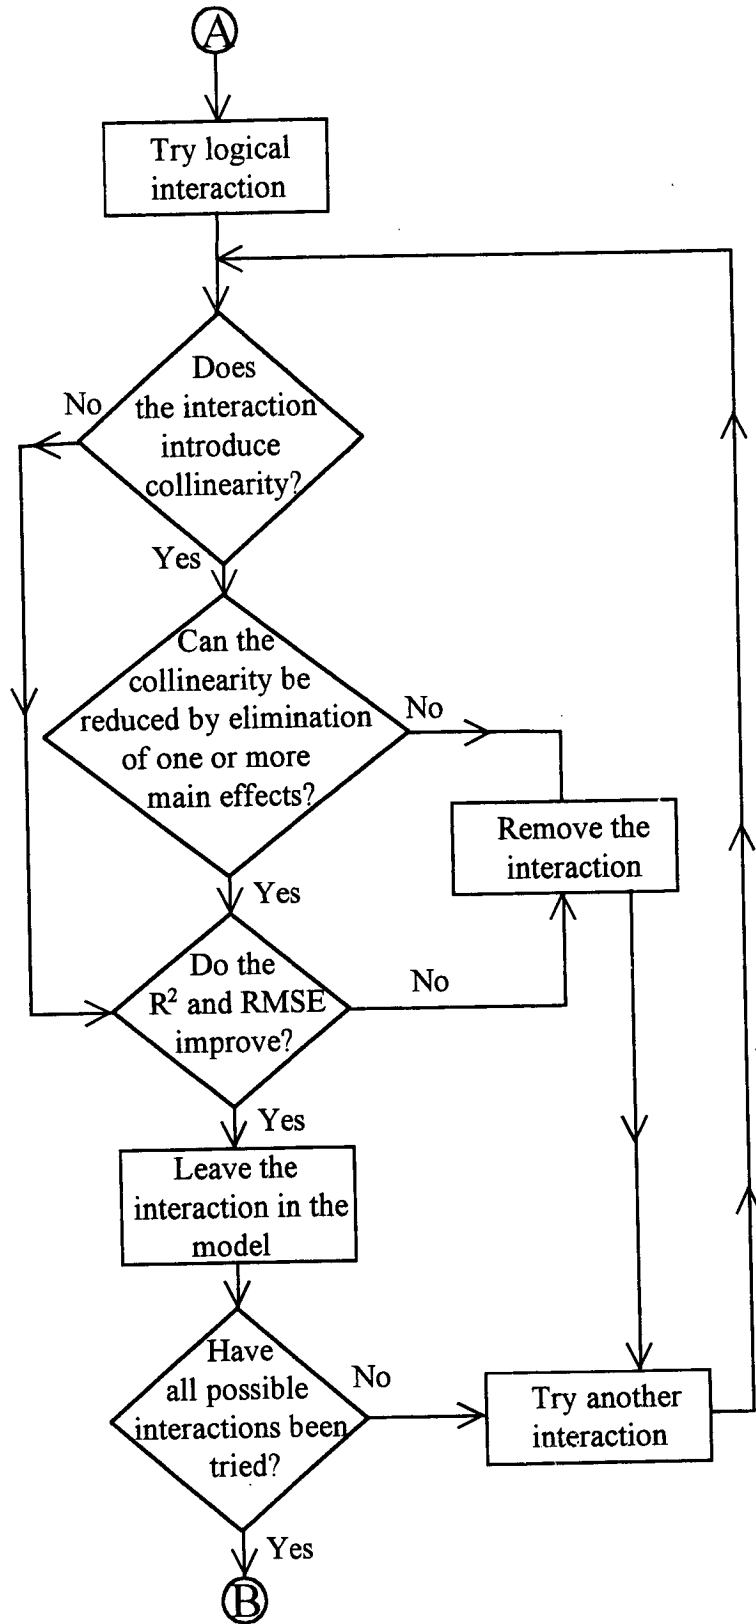 A
Try logical
interaction
Does
the interaction
introduce
collinearity?
No
Yes
Can the
collinearity be
reduced by elimination
of one or more
main effects?
No
Remove the
interaction
Yes
Do the
R² and RMSE
improve?
No
Yes
Leave the
interaction in the
model
Have
all possible
interactions been
tried?
No
Try another
interaction
Yes
B